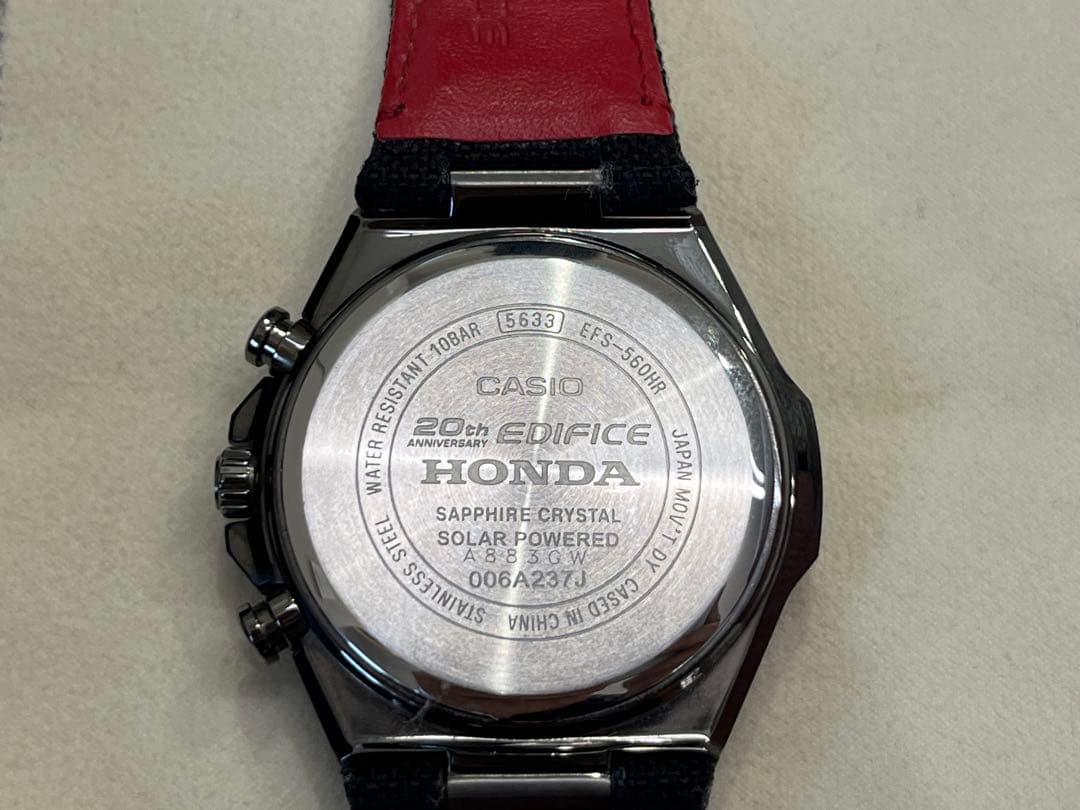 WATER RESISTANT 10BAR 5633 EFS-560HR
JAPAN MOV'T DY CASED IN CHINA
STAINLESS STEEL
CASIO
20th ANNIVERSARY EDIFICE
HONDA
SAPPHIRE CRYSTAL
SOLAR POWERED
A883GW
006A237J